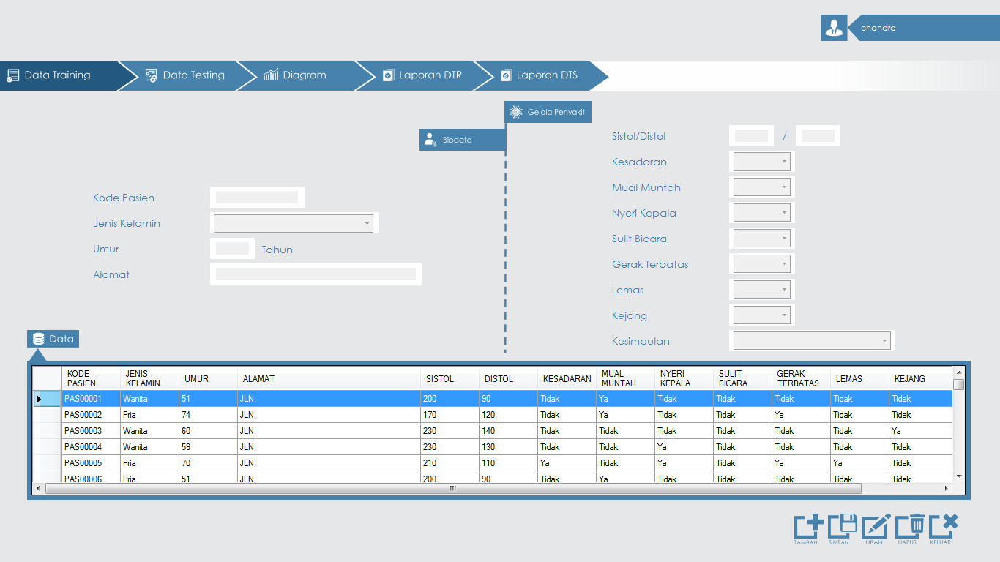 chandra
Data Training
Data Testing
Diagram
Laporan DTR
Laporan DTS
Gejala Penyakit
Biodata
Kode Pasien
Jenis Kelamin
Umur Tahun
Alamat
Sistol/Distol /
Kesadaran
Mual Muntah
Nyeri Kepala
Sulit Bicara
Gerak Terbatas
Lemas
Kejang
Kesimpulan
Data
KODE PASIEN JENIS KELAMIN UMUR ALAMAT SISTOL DISTOL KESADARAN MUAL MUNTAH NYERI KEPALA SULIT BICARA GERAK TERBATAS LEMAS KEJANG
PAS00001 Wanita 51 JLN. 200 90 Tidak Ya Tidak Tidak Tidak Tidak Tidak
PAS00002 Pria 74 JLN. 170 120 Tidak Ya Tidak Tidak Ya Tidak Tidak
PAS00003 Wanita 60 JLN. 230 140 Tidak Tidak Tidak Tidak Tidak Tidak Ya
PAS00004 Wanita 59 JLN. 230 130 Tidak Tidak Ya Tidak Tidak Tidak Tidak
PAS00005 Pria 70 JLN. 210 110 Ya Tidak Ya Tidak Ya Ya Tidak
PAS00006 Pria 51 JLN. 200 90 Tidak Ya Tidak Tidak Tidak Tidak Tidak
TAMBAH SIMPAN UBAH HAPUS KELUAR